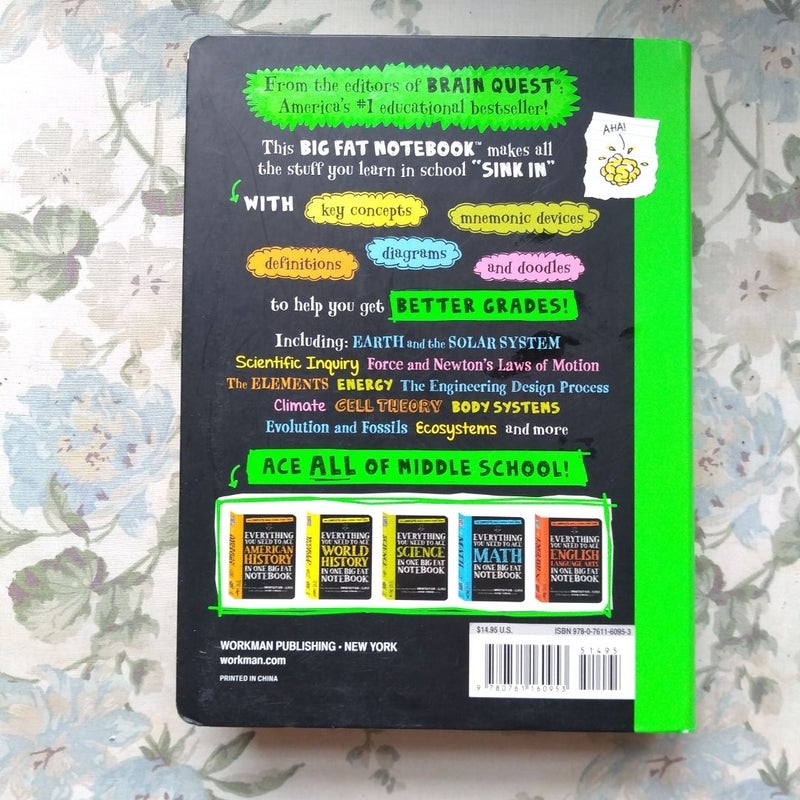 From the editors of BRAIN QUEST®:
America's #1 educational bestseller!
AHA!
This BIG FAT NOTEBOOK™ makes all
the stuff you learn in school "SINK IN"
WITH key concepts mnemonic devices
definitions diagrams and doodles
to help you get BETTER GRADES!
Including: EARTH and the SOLAR SYSTEM
Scientific Inquiry Force and Newton's Laws of Motion
The ELEMENTS ENERGY The Engineering Design Process
Climate CELL THEORY BODY SYSTEMS
Evolution and Fossils Ecosystems and more
ACE ALL OF MIDDLE SCHOOL!
EVERYTHING
YOU NEED TO ACE
AMERICAN
HISTORY
IN ONE BIG FAT
NOTEBOOK
EVERYTHING
YOU NEED TO ACE
WORLD
HISTORY
IN ONE BIG FAT
NOTEBOOK
EVERYTHING
YOU NEED TO ACE
SCIENCE
IN ONE BIG FAT
NOTEBOOK
EVERYTHING
YOU NEED TO ACE
MATH
IN ONE BIG FAT
NOTEBOOK
EVERYTHING
YOU NEED TO ACE
ENGLISH
LANGUAGE ARTS
IN ONE BIG FAT
NOTEBOOK
WORKMAN PUBLISHING • NEW YORK
workman.com
PRINTED IN CHINA
$14.95 U.S. ISBN 978-0-7611-6095-3
51495
9 780761 160953